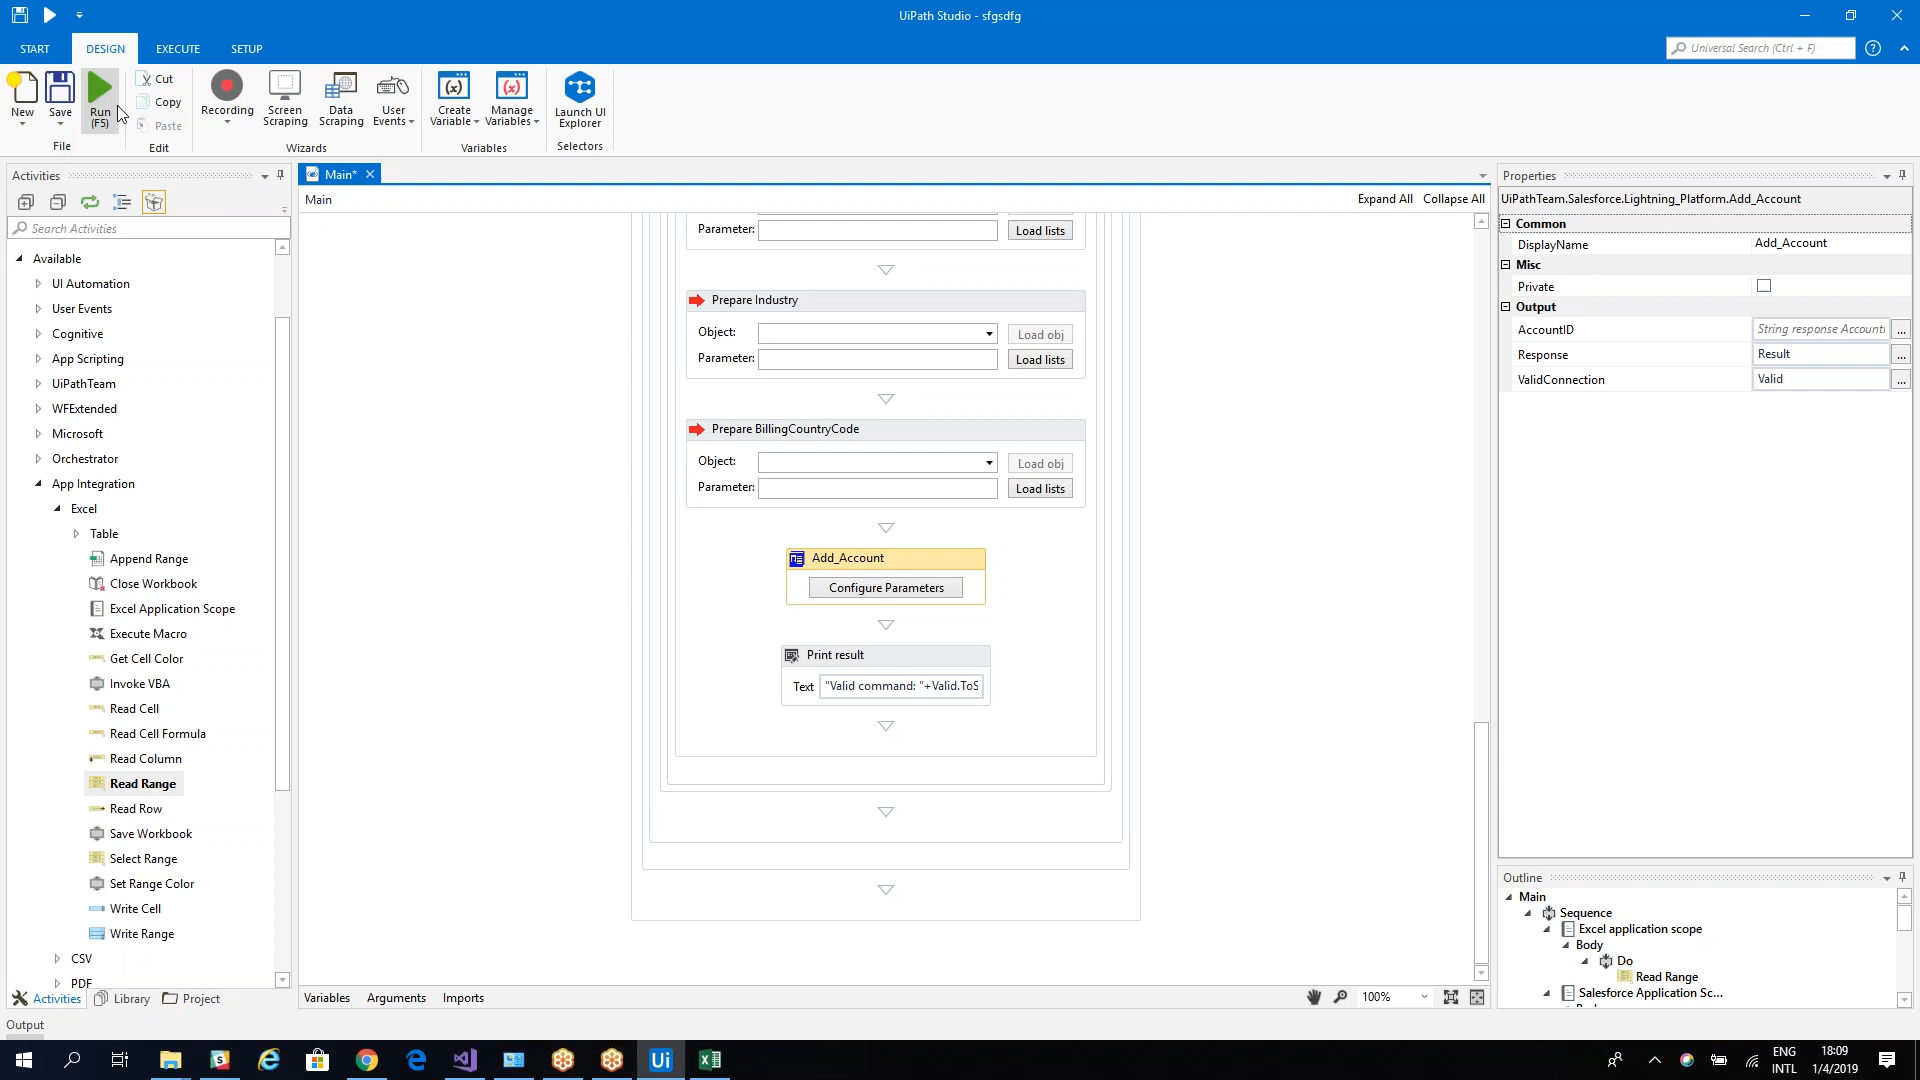 UiPath Studio - sfgsdfg
START
DESIGN
EXECUTE
SETUP
Universal Search (Ctrl + F)
New
Save
Run
(F5)
Cut
Copy
Paste
Recording
Screen
Scraping
Data
Scraping
User
Events
Create
Variable
Manage
Variables
Launch UI
Explorer
File
Edit
Wizards
Variables
Selectors
Activities
Search Activities
Available
UI Automation
User Events
Cognitive
App Scripting
UiPathTeam
WFExtended
Microsoft
Orchestrator
App Integration
Excel
Table
Append Range
Close Workbook
Excel Application Scope
Execute Macro
Get Cell Color
Invoke VBA
Read Cell
Read Cell Formula
Read Column
Read Range
Read Row
Save Workbook
Select Range
Set Range Color
Write Cell
Write Range
CSV
PDF
Activities
Library
Project
Output
Main*
Main
Expand All
Collapse All
Parameter:
Load lists
Prepare Industry
Object:
Load obj
Parameter:
Load lists
Prepare BillingCountryCode
Object:
Load obj
Parameter:
Load lists
Add_Account
Configure Parameters
Print result
Text
"Valid command: "+Valid.ToS
Variables
Arguments
Imports
100%
Properties
UiPathTeam.Salesforce.Lightning_Platform.Add_Account
Common
DisplayName
Add_Account
Misc
Private
Output
AccountID
String response Account
...
Response
Result
...
ValidConnection
Valid
...
Outline
Main
Sequence
Excel application scope
Body
Do
Read Range
Salesforce Application Sc...
Ui
ENG
INTL
18:09
1/4/2019